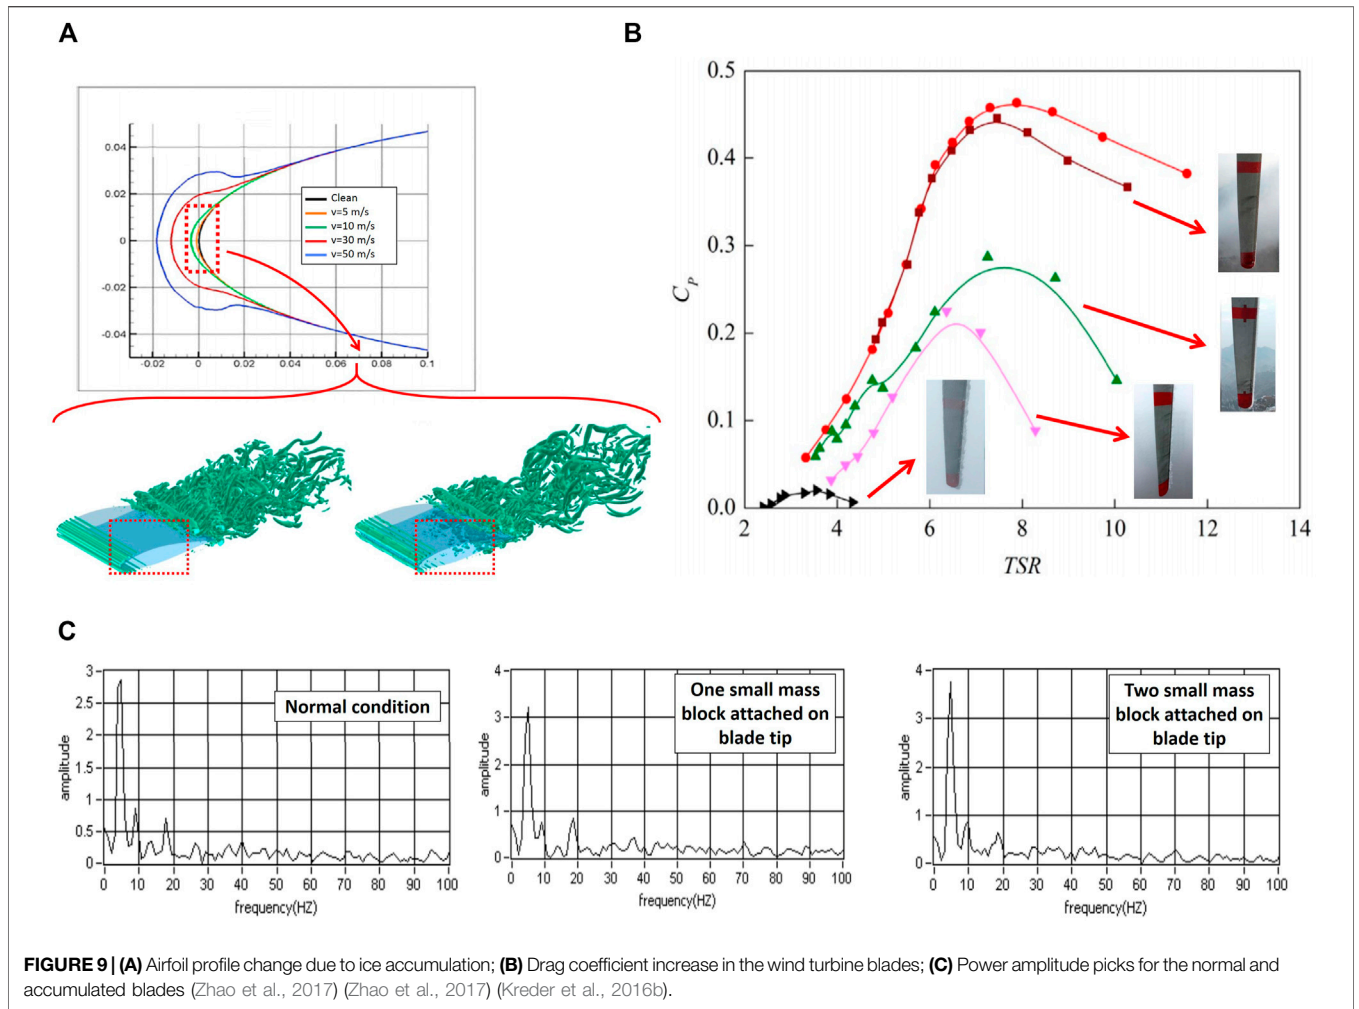 A
0.04
0.02
0
-0.02
-0.04
-0.02
0
0.02
0.04
0.06
0.08
0.1
Clean
v=5 m/s
v=10 m/s
v=30 m/s
v=50 m/s
B
0.5
0.4
0.3
0.2
0.1
0.0
C_P
2
4
6
8
10
12
14
TSR
C
3
2.5
2
1.5
1
0.5
0
amplitude
Normal condition
0 10 20 30 40 50 60 70 80 90 100
frequency(HZ)
4
3
2
1
0
amplitude
One small mass
block attached on
blade tip
0 10 20 30 40 50 60 70 80 90 100
frequency(HZ)
4
3
2
1
0
amplitude
Two small mass
block attached on
blade tip
0 10 20 30 40 50 60 70 80 90 100
frequency(HZ)
FIGURE 9 | (A) Airfoil profile change due to ice accumulation; (B) Drag coefficient increase in the wind turbine blades; (C) Power amplitude picks for the normal and
accumulated blades (Zhao et al., 2017) (Zhao et al., 2017) (Kreder et al., 2016b).